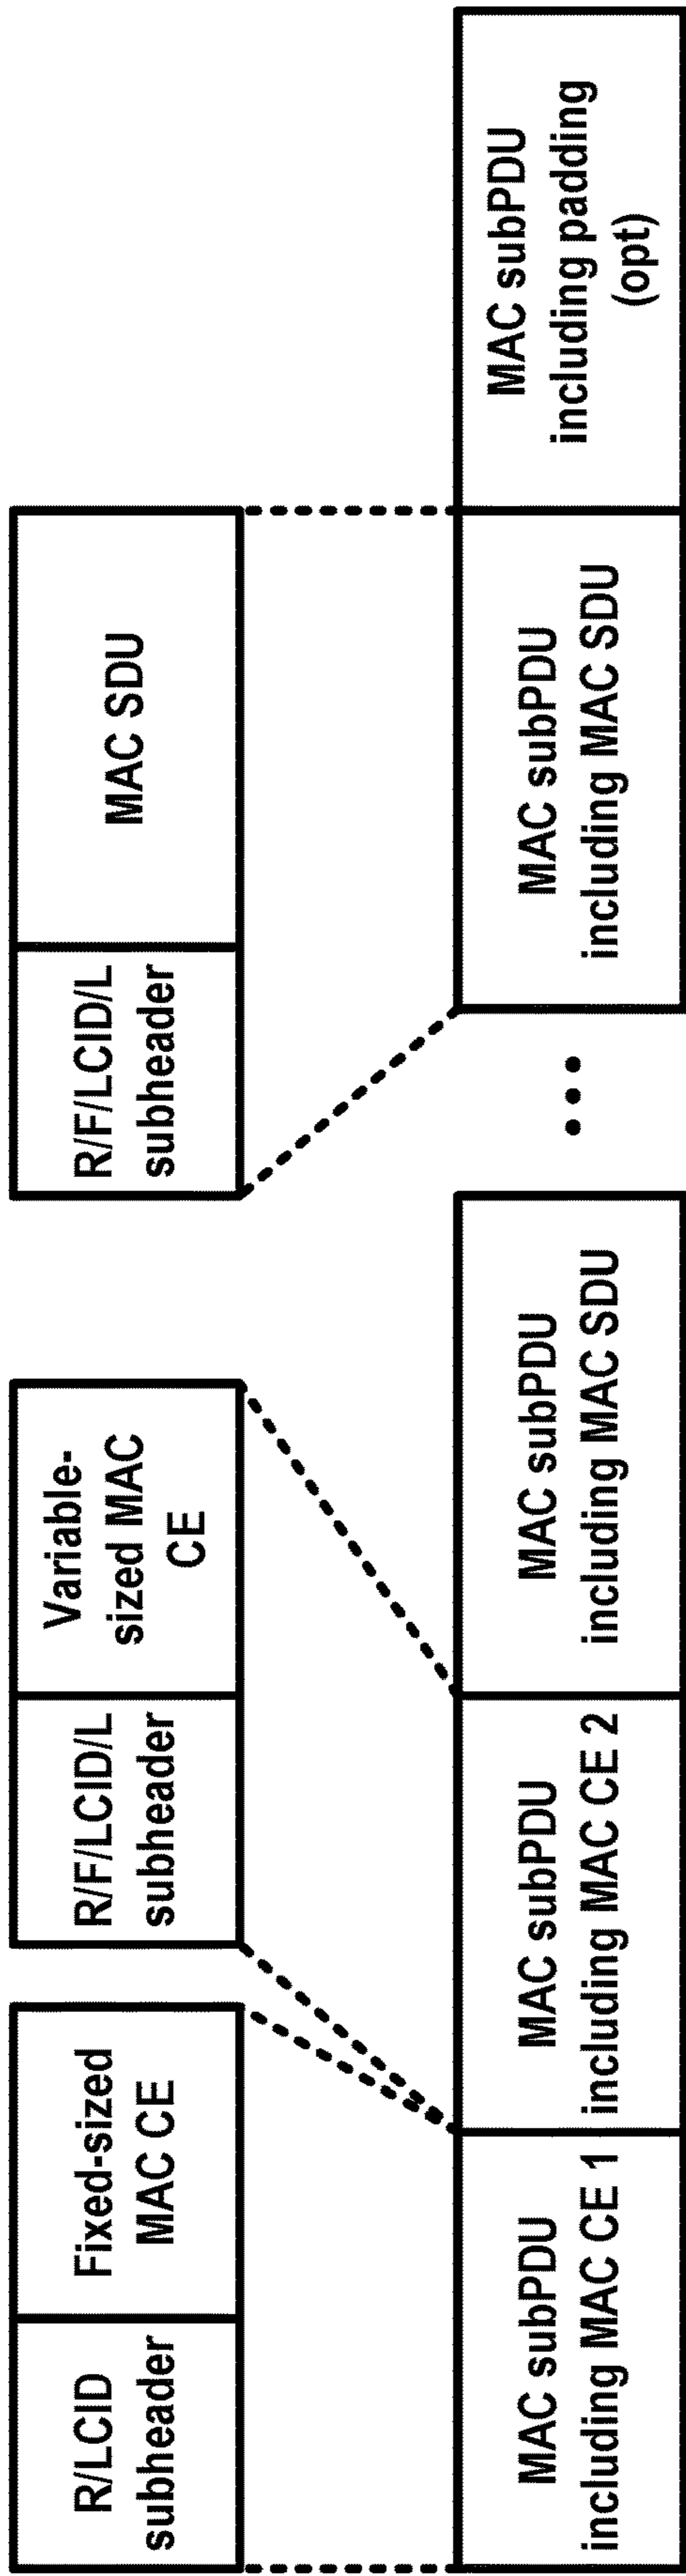 R/LCID
subheader
Fixed-sized
MAC CE
R/F/LCID/L
subheader
Variable-
sized MAC
CE
R/F/LCID/L
subheader
MAC SDU
MAC subPDU
including MAC CE 1
MAC subPDU
including MAC CE 2
MAC subPDU
including MAC SDU
...
MAC subPDU
including MAC SDU
MAC subPDU
including padding
(opt)